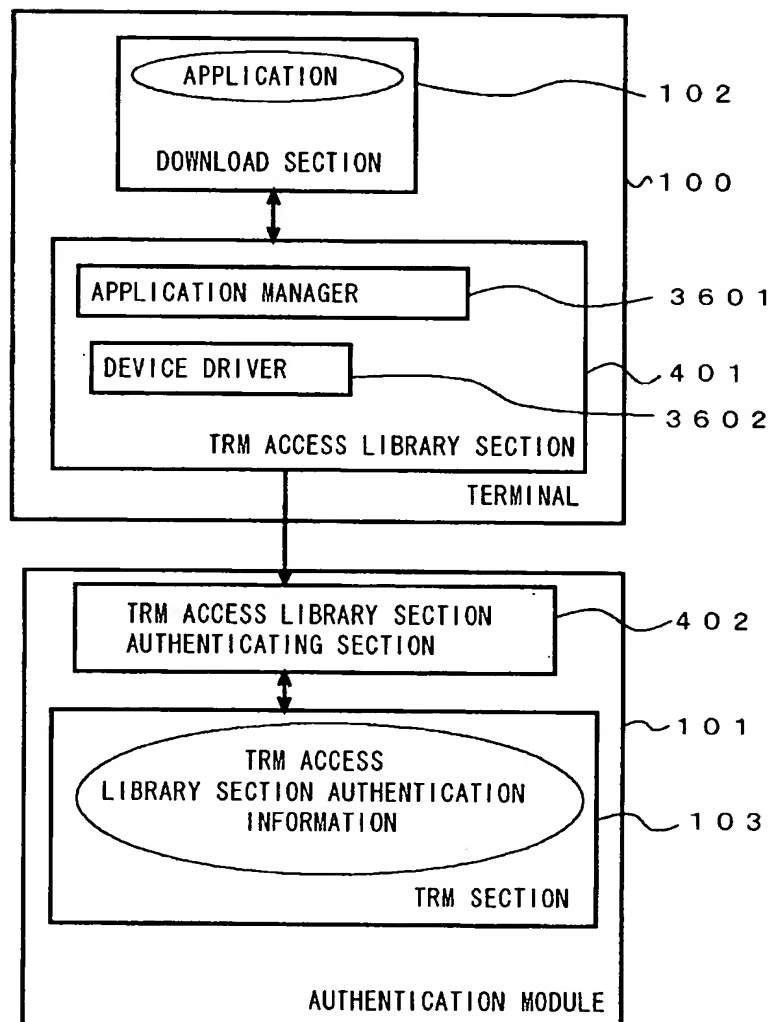 APPLICATION
102
DOWNLOAD SECTION
100
APPLICATION MANAGER
3601
DEVICE DRIVER
401
3602
TRM ACCESS LIBRARY SECTION
TERMINAL
TRM ACCESS LIBRARY SECTION
AUTHENTICATING SECTION
402
101
TRM ACCESS
LIBRARY SECTION AUTHENTICATION
INFORMATION
103
TRM SECTION
AUTHENTICATION MODULE